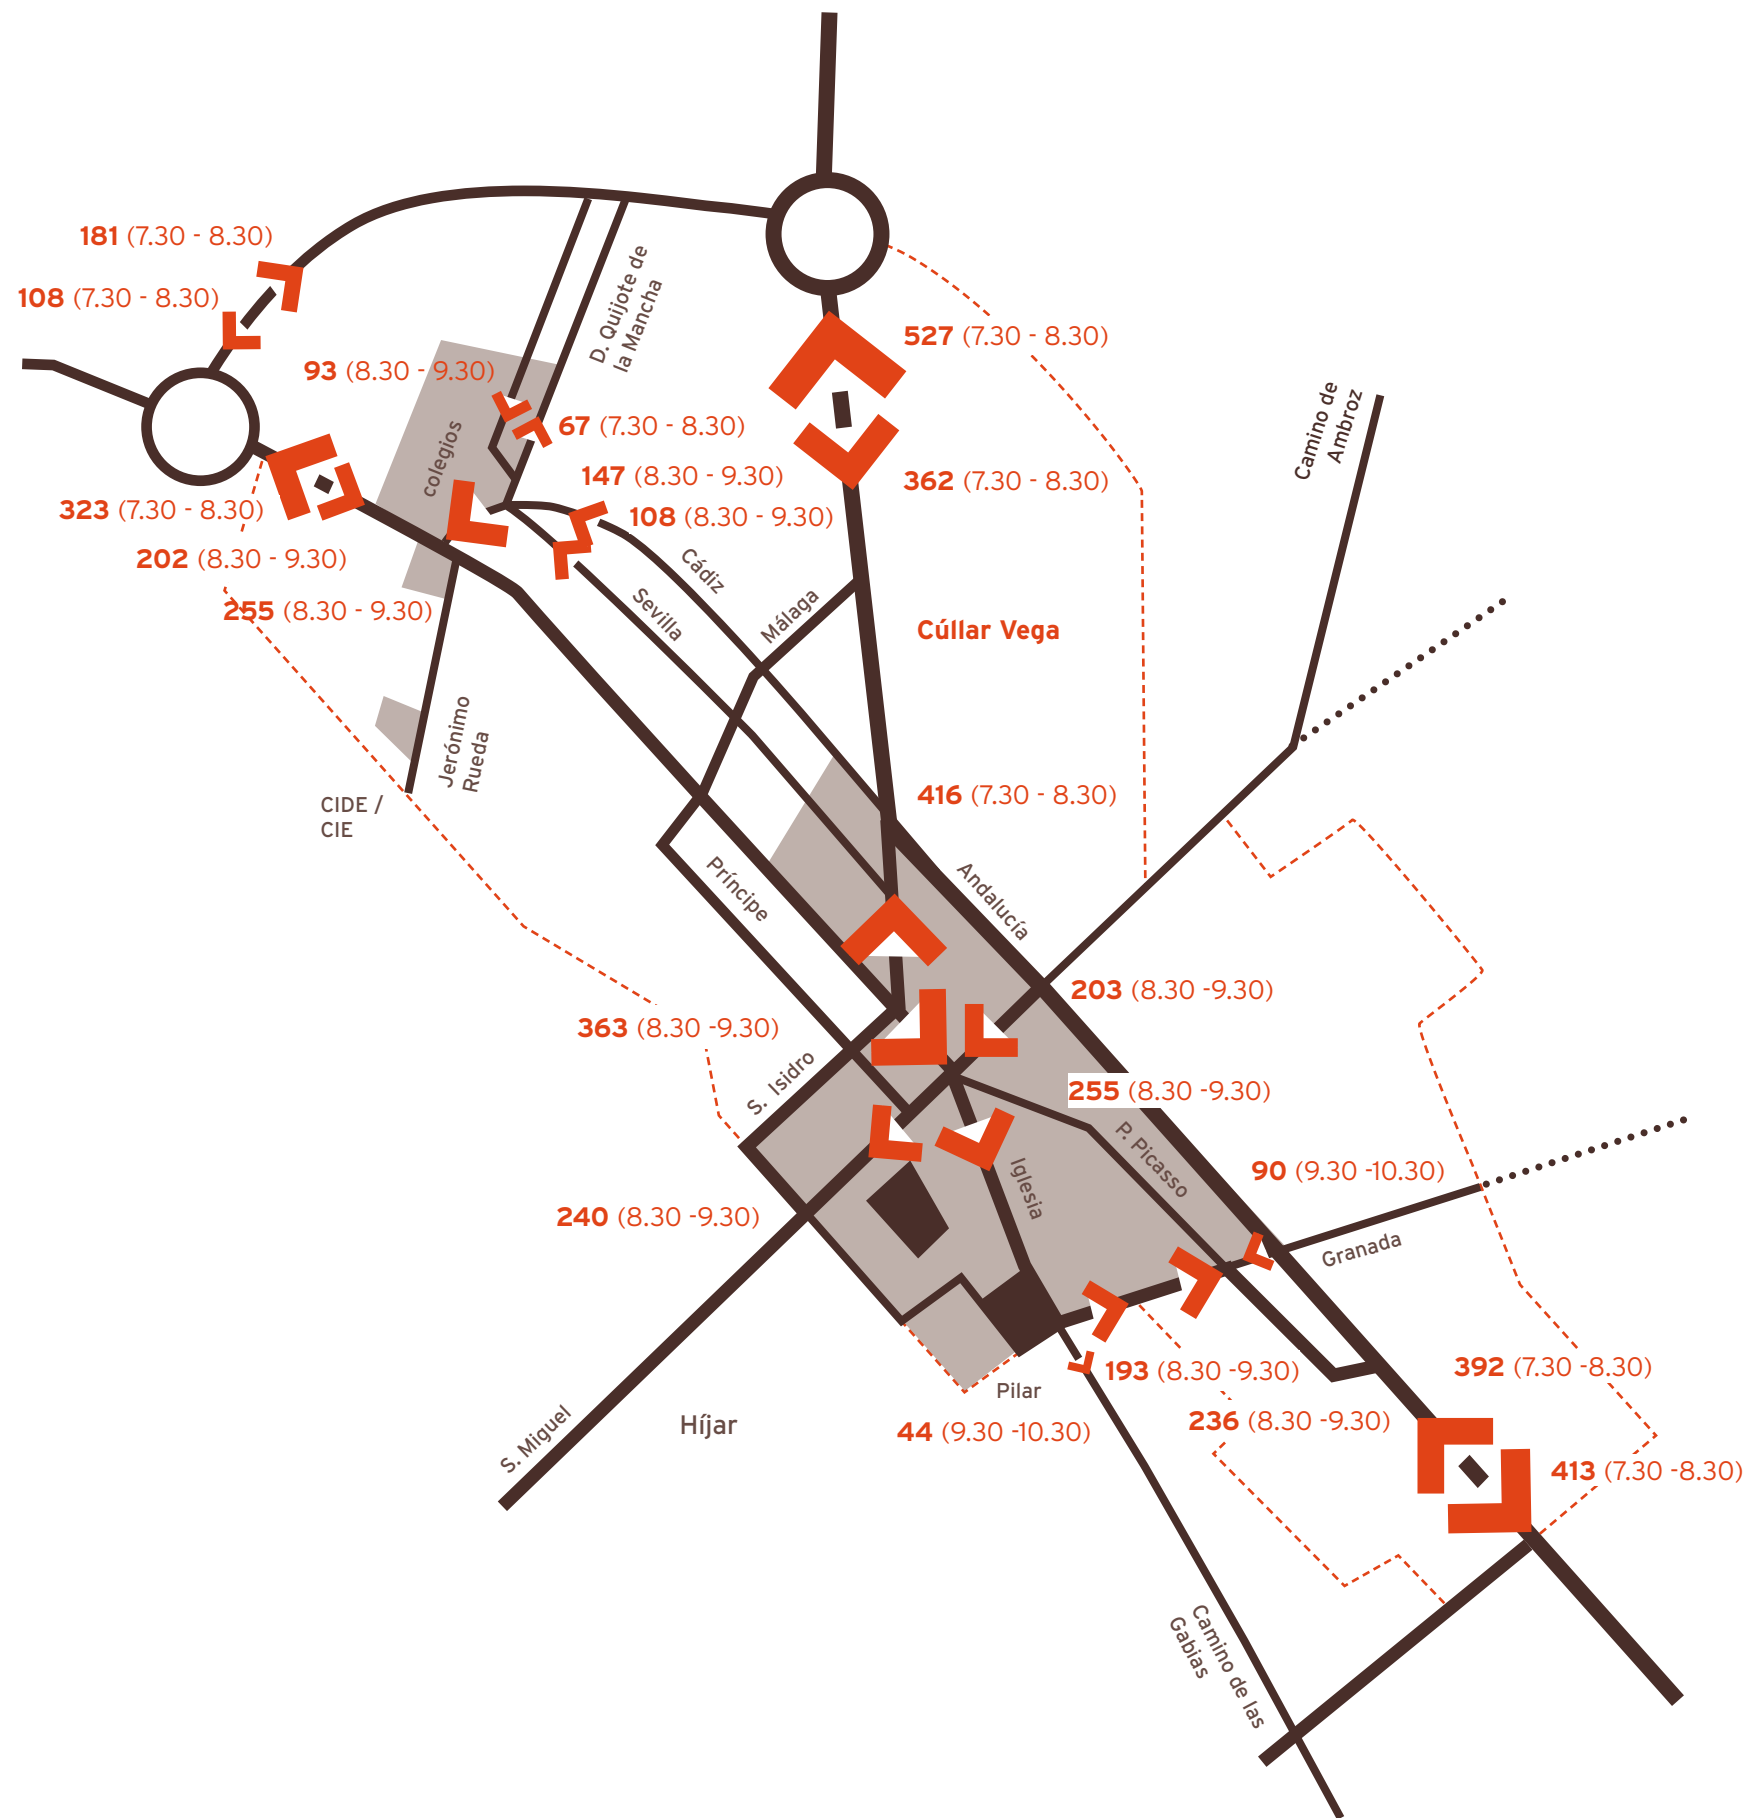 181 (7.30 - 8.30)
108 (7.30 - 8.30)
D. Quijote de
la Mancha
527 (7.30 - 8.30)
93 (8.30 - 9.30)
67 (7.30 - 8.30)
Camino de
Ambroz
colegios
147 (8.30 - 9.30)
362 (7.30 - 8.30)
323 (7.30 - 8.30)
108 (8.30 - 9.30)
202 (8.30 - 9.30)
Cádiz
255 (8.30 - 9.30)
Sevilla
Málaga
Cúllar Vega
Jerónimo
Rueda
CIDE /
CIE
416 (7.30 - 8.30)
Príncipe
Andalucía
203 (8.30 -9.30)
363 (8.30 -9.30)
S. Isidro
255 (8.30 -9.30)
P. Picasso
Iglesia
90 (9.30 -10.30)
240 (8.30 -9.30)
Granada
193 (8.30 -9.30)
392 (7.30 -8.30)
Pilar
236 (8.30 -9.30)
Híjar
44 (9.30 -10.30)
S. Miguel
413 (7.30 -8.30)
Camino de las
Gabias